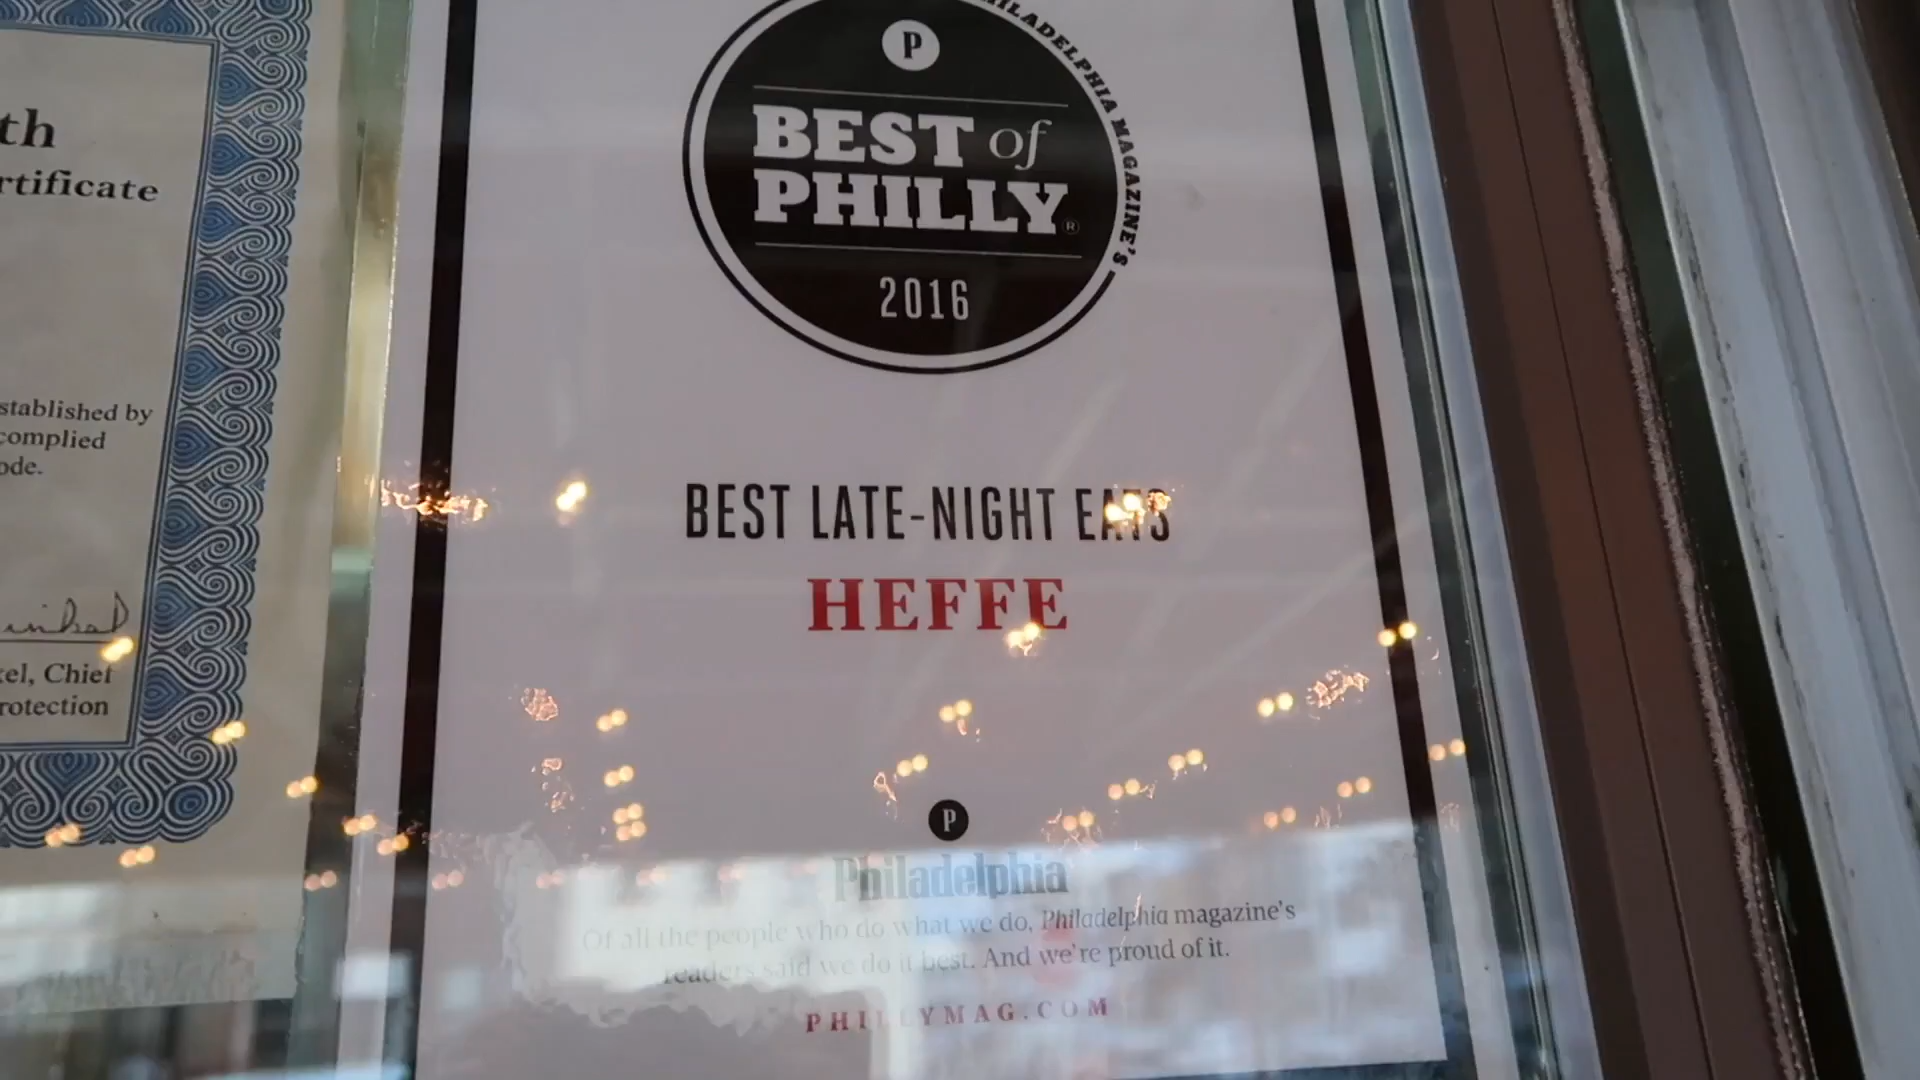 th
rtificate
stablished by
complied
ode.
el, Chief
rotection
PHILADELPHIA MAGAZINE'S
P
BEST of
PHILLY®
2016
BEST LATE-NIGHT EATS
HEFFE
P
Philadelphia
Of all the people who do what we do, Philadelphia magazine's
readers said we do it best. And we're proud of it.
PHILLYMAG.COM